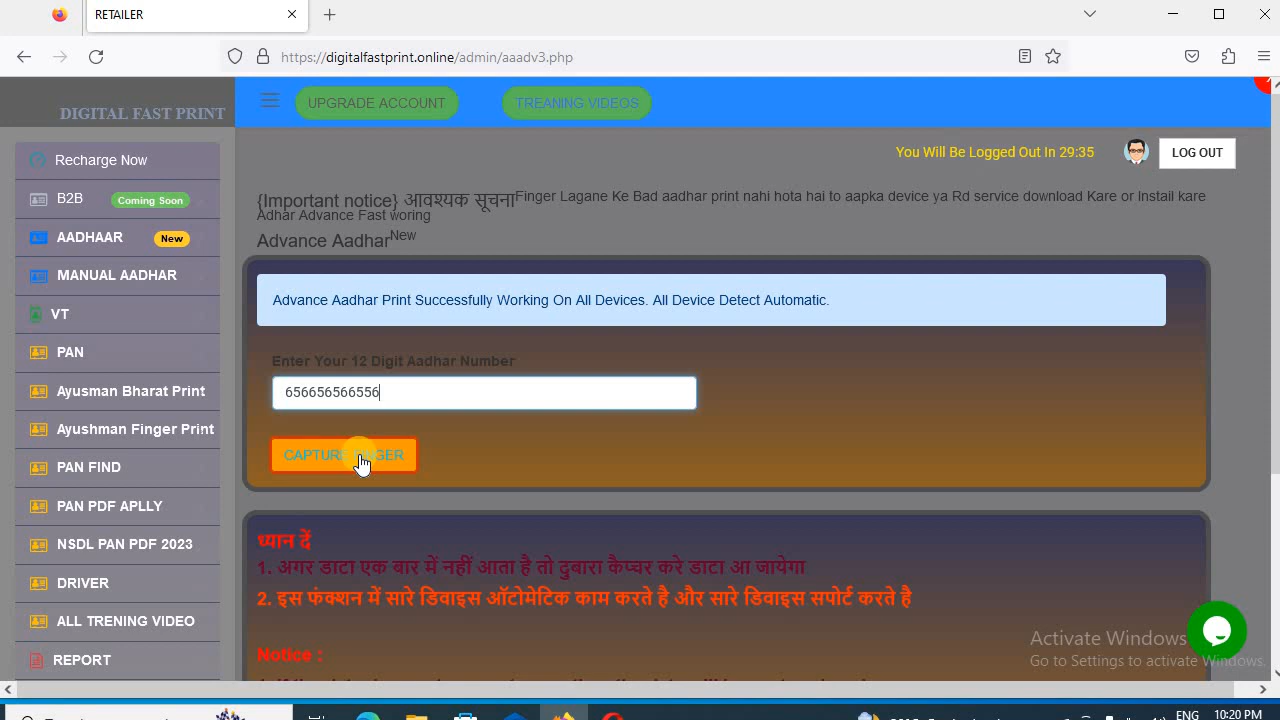 RETAILER
https://digitalfastprint.online/admin/aaadv3.php
DIGITAL FAST PRINT
UPGRADE ACCOUNT
TREANING VIDEOS
You Will Be Logged Out In 29:35
LOG OUT
Recharge Now
B2B Coming Soon
AADHAAR New
MANUAL AADHAR
VT
PAN
Ayusman Bharat Print
Ayushman Finger Print
PAN FIND
PAN PDF APLLY
NSDL PAN PDF 2023
DRIVER
ALL TRENING VIDEO
REPORT
{Important notice} आवश्यक सूचना Finger Lagane Ke Bad aadhar print nahi hota hai to aapka device ya Rd service download Kare or Install kare
Adhar Advance Fast woring
Advance Aadhar New
Advance Aadhar Print Successfully Working On All Devices. All Device Detect Automatic.
Enter Your 12 Digit Aadhar Number
656656566556
CAPTURE FINGER
ध्यान दें
1. अगर डाटा एक बार में नहीं आता है तो दुबारा कैप्चर करे डाटा आ जायेगा
2. इस फंक्शन में सारे डिवाइस ऑटोमेटिक काम करते है और सारे डिवाइस सपोर्ट करते है
Notice :
Activate Windows
Go to Settings to activate Windows.
ENG
10:20 PM